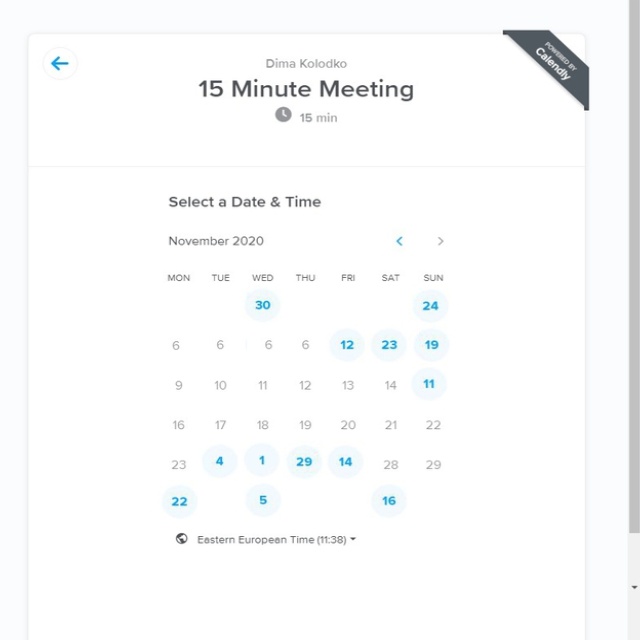 POWERED BY
Calendly
Dima Kolodko
15 Minute Meeting
15 min
Select a Date & Time
November 2020
MON TUE WED THU FRI SAT SUN
30 24
6 6 6 6 12 23 19
9 10 11 12 13 14 11
16 17 18 19 20 21 22
23 4 1 29 14 28 29
22 5 16
Eastern European Time (11:38)